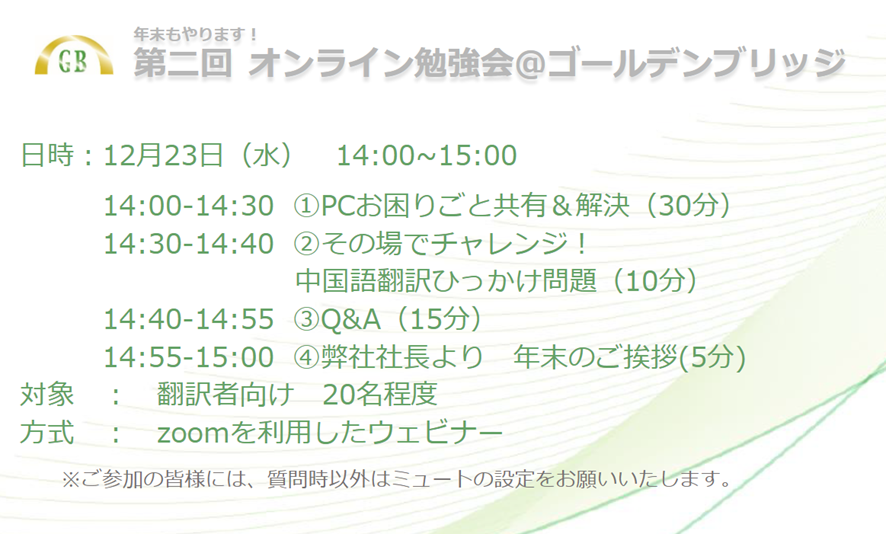 年末もやります！
GB
第二回 オンライン勉強会@ゴールデンブリッジ
日時：12月23日（水） 14:00~15:00
14:00-14:30 ①PCお困りごと共有＆解決（30分）
14:30-14:40 ②その場でチャレンジ！
中国語翻訳ひっかけ問題（10分）
14:40-14:55 ③Q&A（15分）
14:55-15:00 ④弊社社長より 年末のご挨拶(5分)
対象 ： 翻訳者向け 20名程度
方式 ： zoomを利用したウェビナー
※ご参加の皆様には、質問時以外はミュートの設定をお願いいたします。